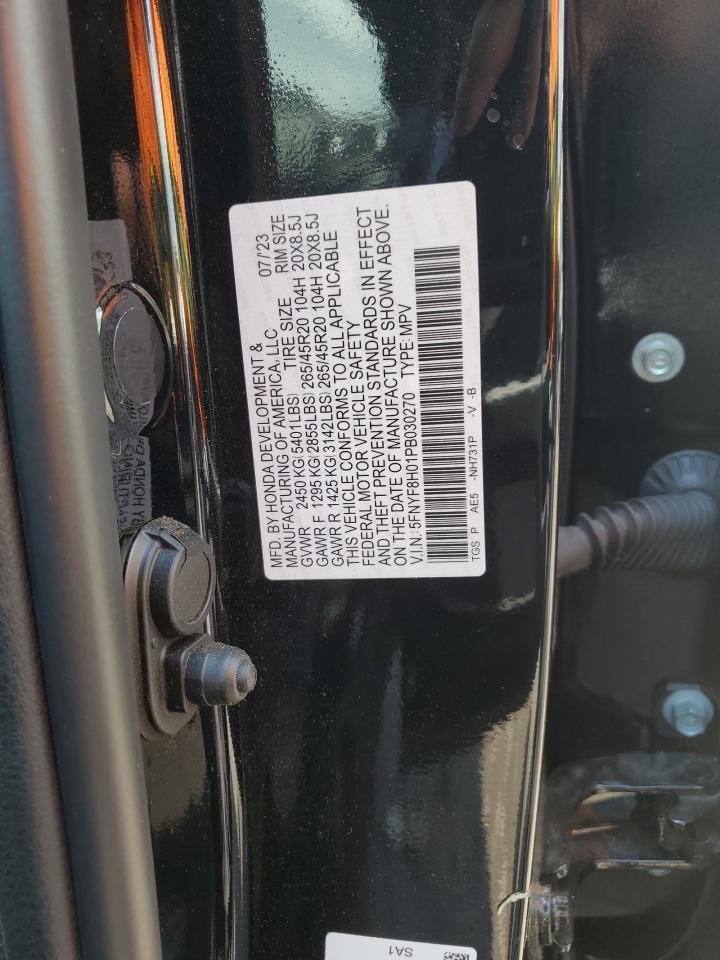 MFD. BY HONDA DEVELOPMENT &
MANUFACTURING OF AMERICA, LLC 07/'23
TIRE SIZE RIM SIZE
GVWR 2450 KG( 5401LBS)
GAWR F 1295 KG( 2855LBS) 265/45R20 104H 20X8.5J
GAWR R 1425 KG( 3142LBS) 265/45R20 104H 20X8.5J
THIS VEHICLE CONFORMS TO ALL APPLICABLE
FEDERAL MOTOR VEHICLE SAFETY
AND THEFT PREVENTION STANDARDS IN EFFECT
ON THE DATE OF MANUFACTURE SHOWN ABOVE.
V.I.N.: 5FNYF8H01PB030270 TYPE:MPV
TGS P AE5 -NH731P -V -B
SA1